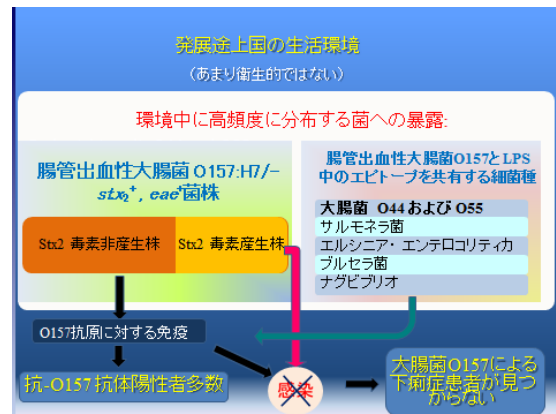 発展途上国の生活環境
(あまり衛生的ではない)
環境中に高頻度に分布する菌への暴露:
腸管出血性大腸菌 O157:H7/−
stx₂⁺, eae⁺菌株
Stx2 毒素非産生株
Stx2 毒素産生株
腸管出血性大腸菌O157とLPS
中のエピトープを共有する細菌種
大腸菌 O44 および O55
サルモネラ菌
エルシニア・エンテロコリティカ
ブルセラ菌
ナグビブリオ
O157抗原に対する免疫
抗-O157 抗体陽性者多数
感染
大腸菌O157による
下痢症患者が見つ
からない